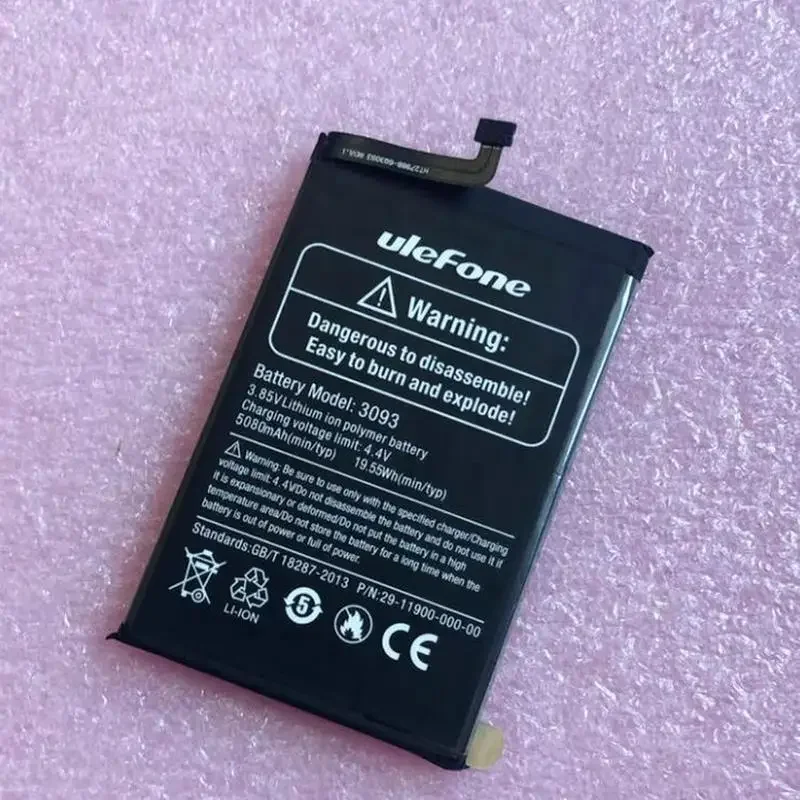 HT27988-603093 REV1.1
ulefone
Warning:
Dangerous to disassemble!
Easy to burn and explode!
Battery Model: 3093
3.85V Lithium ion polymer battery
Charging voltage limit: 4.4V
5080mAh(min/typ) 19.55Wh(min/typ)
Warning: Be sure to use only with the specified charger/Charging
voltage limit: 4.4V/Do not disassemble the battery and do not use it if
it is expansionary or deformed/Do not put the battery in a high
temperature area/Do not store the battery for a long time when the
battery is out of power or full of power.
Standards:GB/T 18287-2013 P/N:29-11900-000-00
LI-ION
5
CE